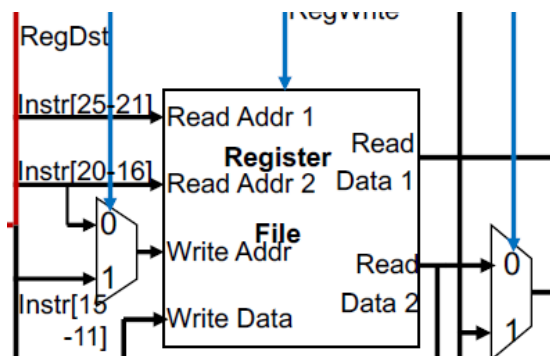 RegDst
RegWrite
Instr[25-21]
Read Addr 1
Register
Read
Data 1
Instr[20-16]
Read Addr 2
0
File
Write Addr
1
Read
Data 2
0
Instr[15
-11]
Write Data
1